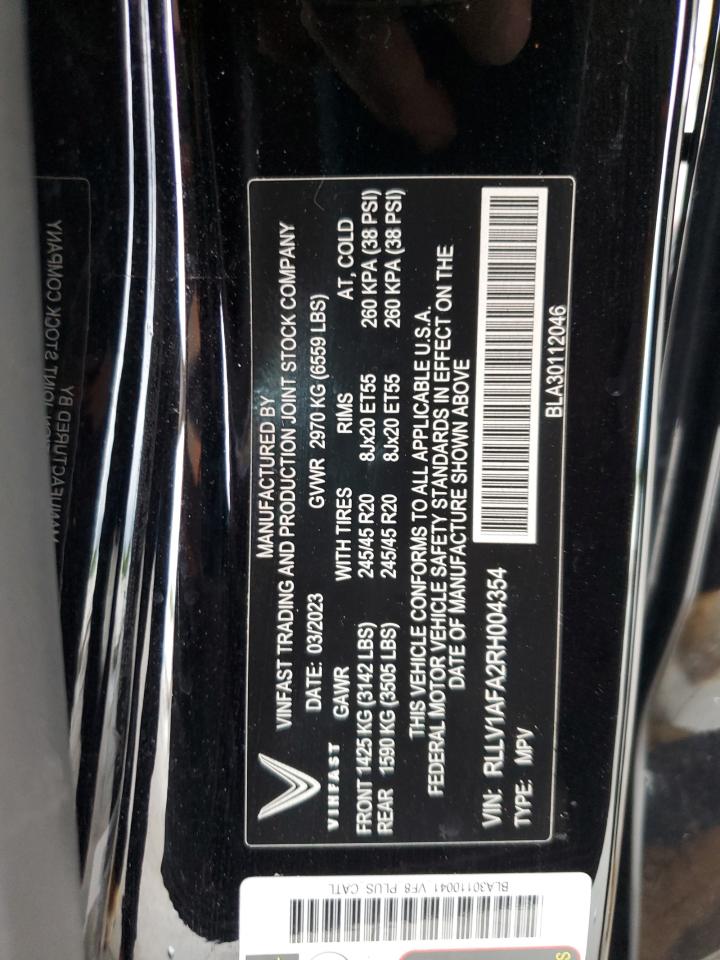 MANUFACTURED BY
VINFAST TRADING AND PRODUCTION JOINT STOCK COMPANY
DATE: 03/2023 GVWR 2970 KG (6559 LBS)
VINFAST
GAWR WITH TIRES RIMS AT, COLD
FRONT 1425 KG (3142 LBS) 245/45 R20 8Jx20 ET55 260 KPA (38 PSI)
REAR 1590 KG (3505 LBS) 245/45 R20 8Jx20 ET55 260 KPA (38 PSI)
THIS VEHICLE CONFORMS TO ALL APPLICABLE U.S.A.
FEDERAL MOTOR VEHICLE SAFETY STANDARDS IN EFFECT ON THE
DATE OF MANUFACTURE SHOWN ABOVE
VIN: RLLV1AFA2RH004354
TYPE: MPV
BLA30112046
BLA30110041 VF8 PLUS CATL